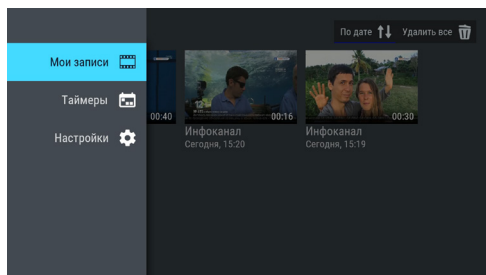 По дате Удалить все
Мои записи
Таймеры
Настройки
00:40
00:16
00:30
Инфоканал
Сегодня, 15:20
Инфоканал
Сегодня, 15:19